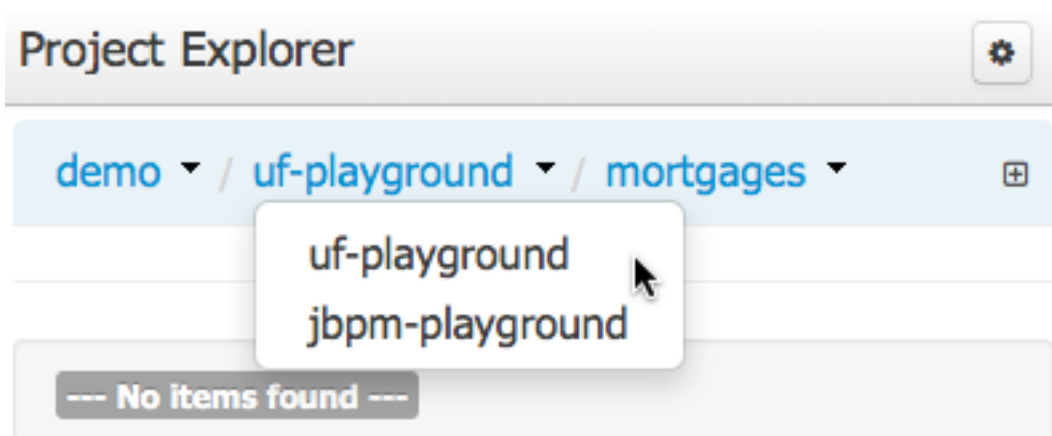 Project Explorer
demo / uf-playground / mortgages
uf-playground
jbpm-playground
--- No items found ---